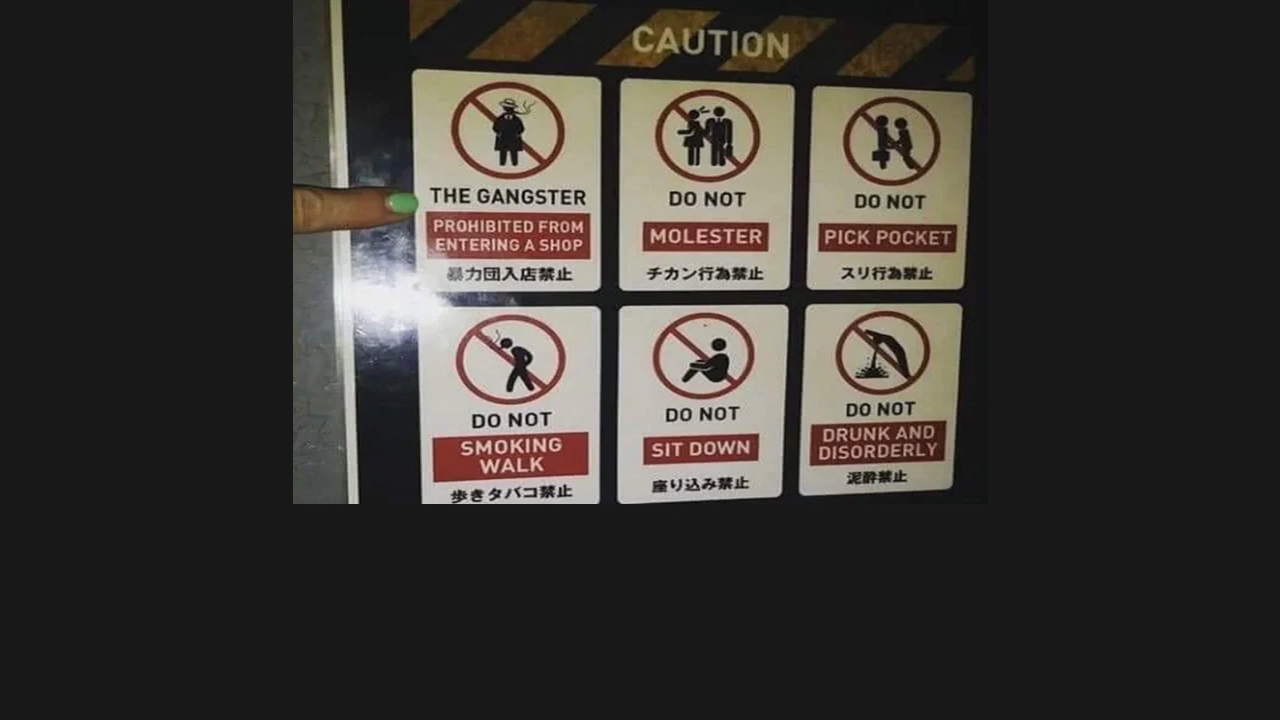 CAUTION
THE GANGSTER
PROHIBITED FROM
ENTERING A SHOP
暴力団入店禁止
DO NOT
MOLESTER
チカン行為禁止
DO NOT
PICK POCKET
スリ行為禁止
DO NOT
SMOKING
WALK
歩きタバコ禁止
DO NOT
SIT DOWN
座り込み禁止
DO NOT
DRUNK AND
DISORDERLY
泥酔禁止